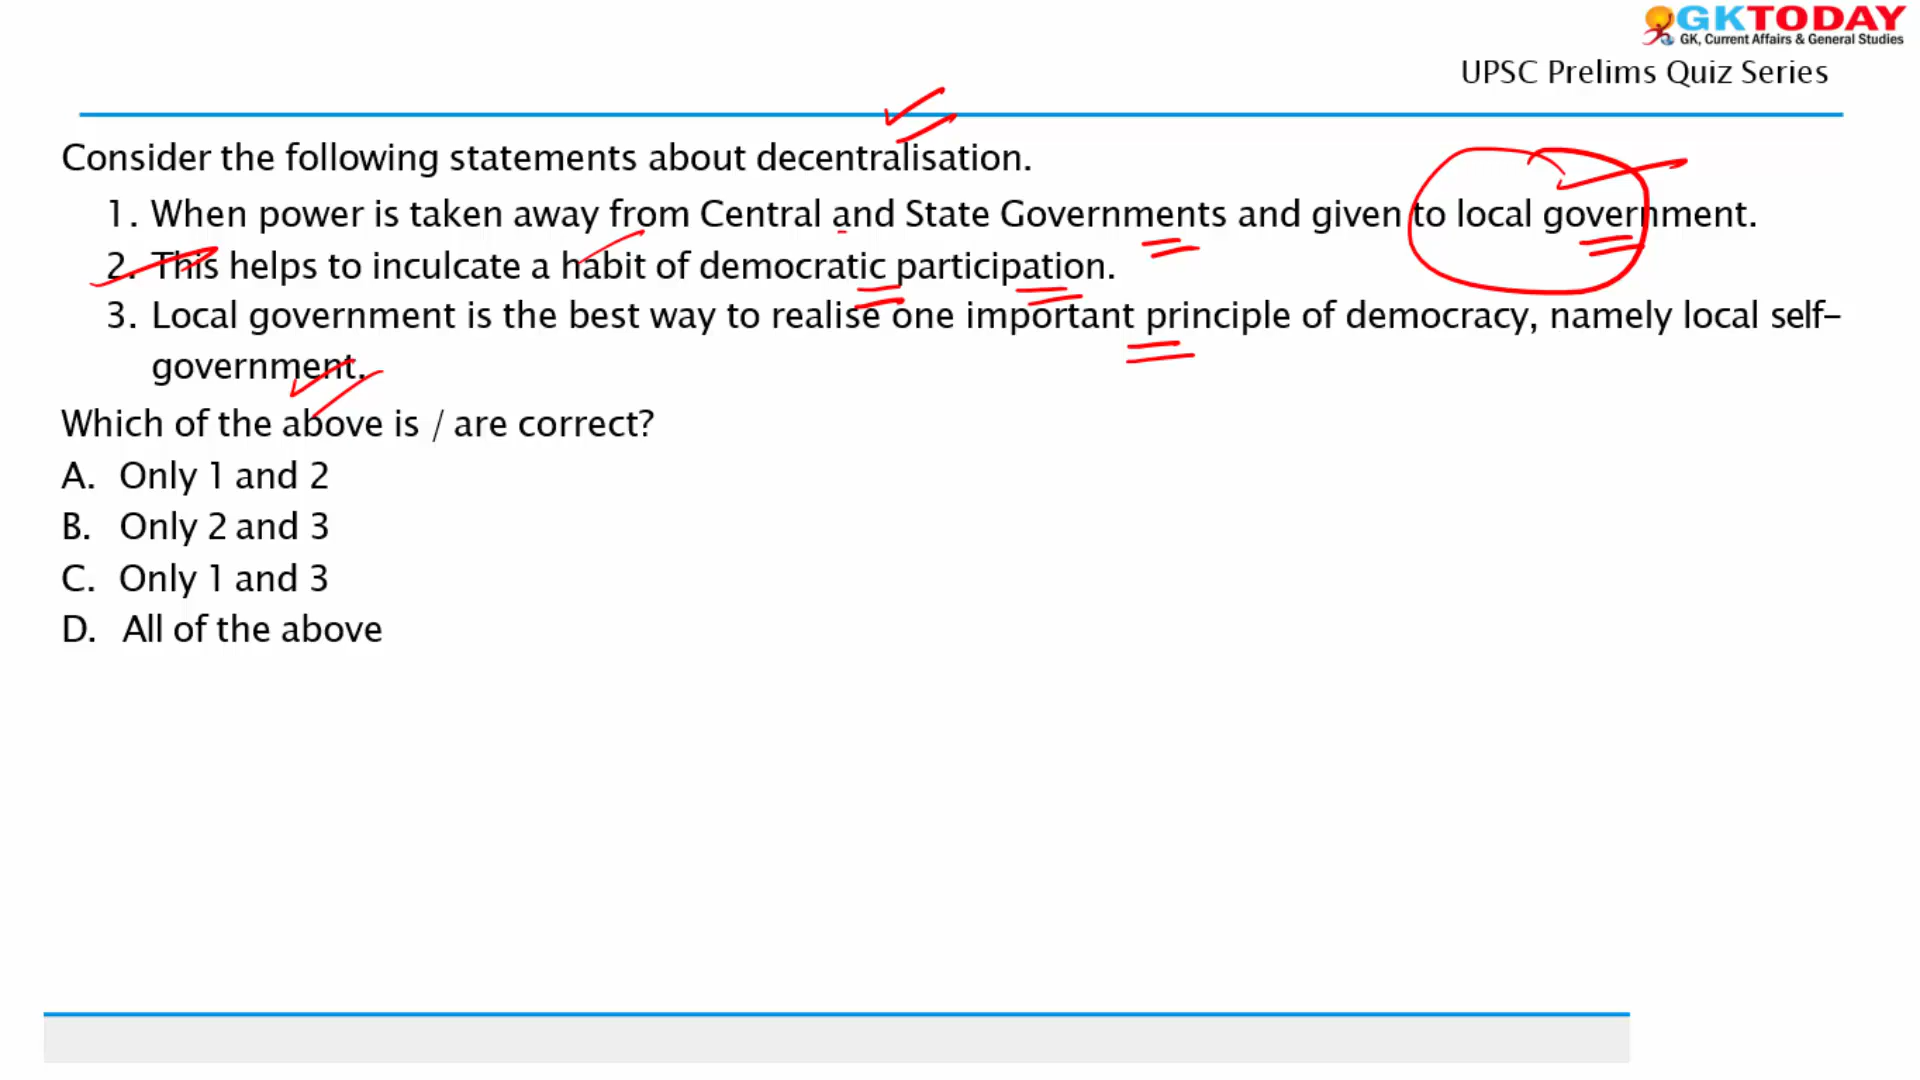 GKTODAY
GK, Current Affairs & General Studies
UPSC Prelims Quiz Series
Consider the following statements about decentralisation.
1. When power is taken away from Central and State Governments and given to local government.
2. This helps to inculcate a habit of democratic participation.
3. Local government is the best way to realise one important principle of democracy, namely local self-
government.
Which of the above is / are correct?
A. Only 1 and 2
B. Only 2 and 3
C. Only 1 and 3
D. All of the above